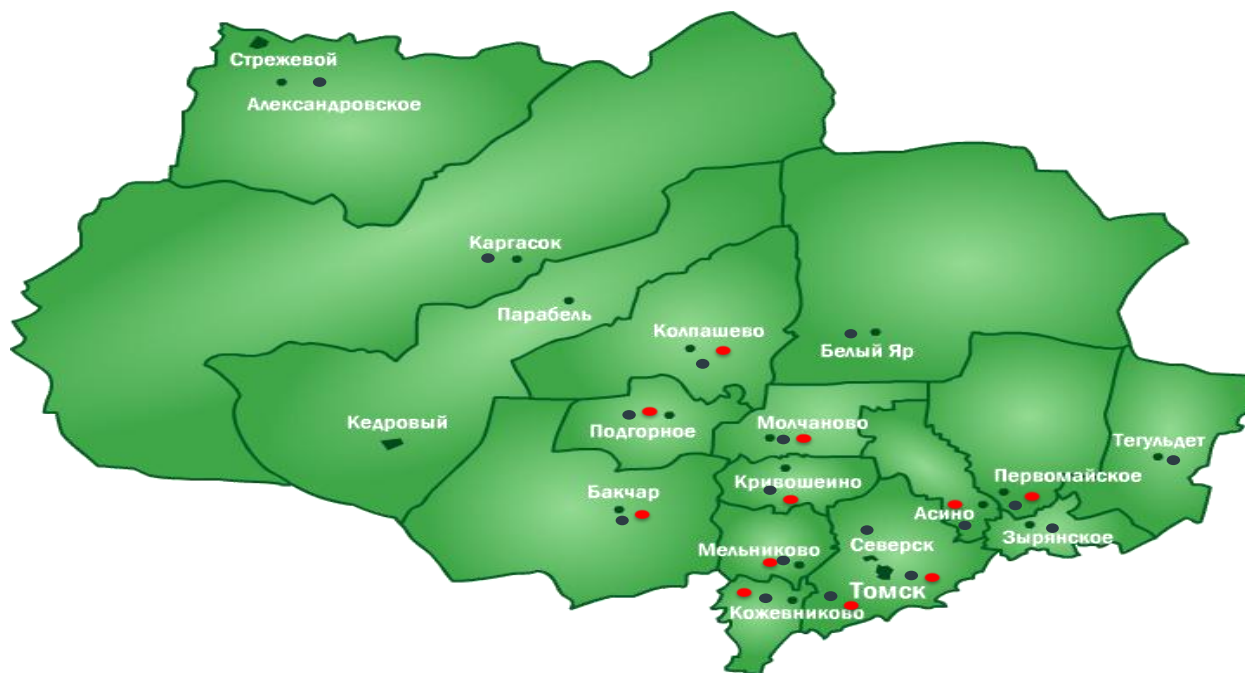 Стрежевой
Александровское
Каргасок
Парабель
Колпашево
Белый Яр
Кедровый
Подгорное
Молчаново
Тегульдет
Первомайское
Кривошеино
Бакчар
Асино
Зырянское
Северск
Мельниково
Томск
Кожевниково